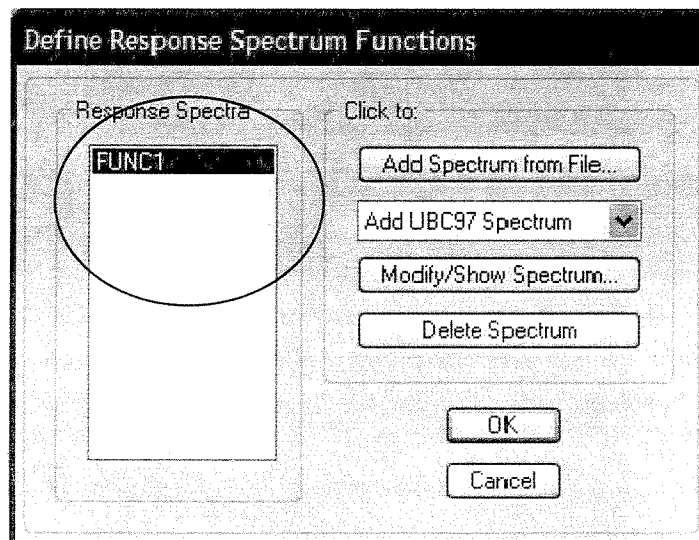 Define Response Spectrum Functions
Response Spectra
FUNC1
Click to:
Add Spectrum from File...
Add UBC97 Spectrum
Modify/Show Spectrum...
Delete Spectrum
OK
Cancel